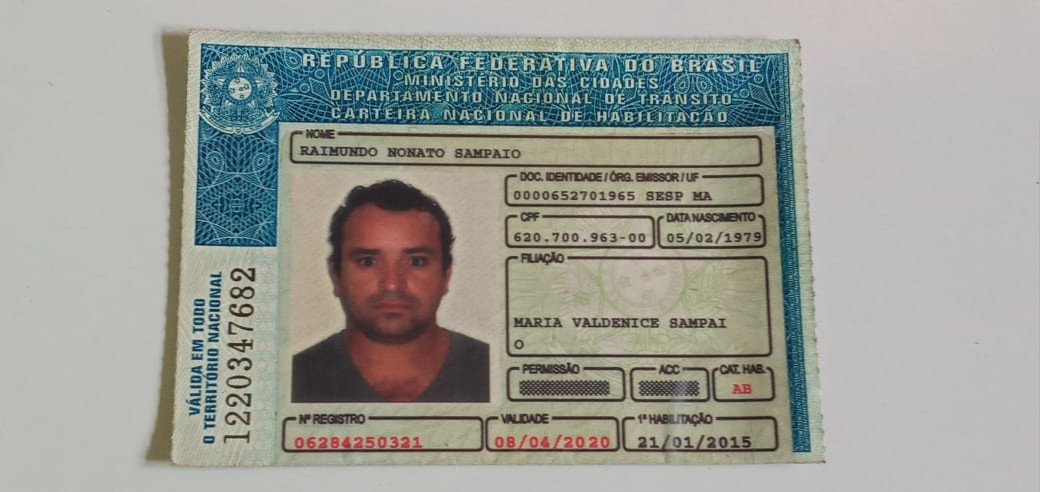 REPÚBLICA FEDERATIVA DO BRASIL
MINISTÉRIO DAS CIDADES
DEPARTAMENTO NACIONAL DE TRÂNSITO
CARTEIRA NACIONAL DE HABILITAÇÃO
NOME
RAIMUNDO NONATO SAMPAIO
DOC. IDENTIDADE / ÓRG. EMISSOR / UF
0000652701965 SESP MA
CPF
620.700.963-00
DATA NASCIMENTO
05/02/1979
FILIAÇÃO
MARIA VALDENICE SAMPAI
O
PERMISSÃO
ACC
CAT. HAB.
AB
Nº REGISTRO
06284250321
VALIDADE
08/04/2020
1ª HABILITAÇÃO
21/01/2015
VÁLIDA EM TODO
O TERRITÓRIO NACIONAL
1220347682